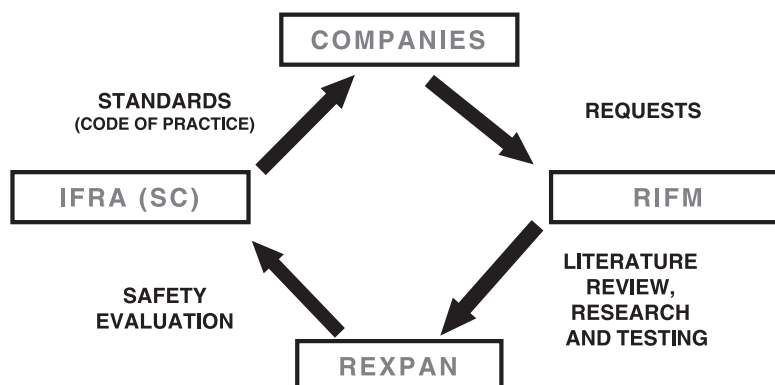 COMPANIES
STANDARDS
(CODE OF PRACTICE)
REQUESTS
IFRA (SC)
RIFM
SAFETY
EVALUATION
LITERATURE
REVIEW,
RESEARCH
AND TESTING
REXPAN